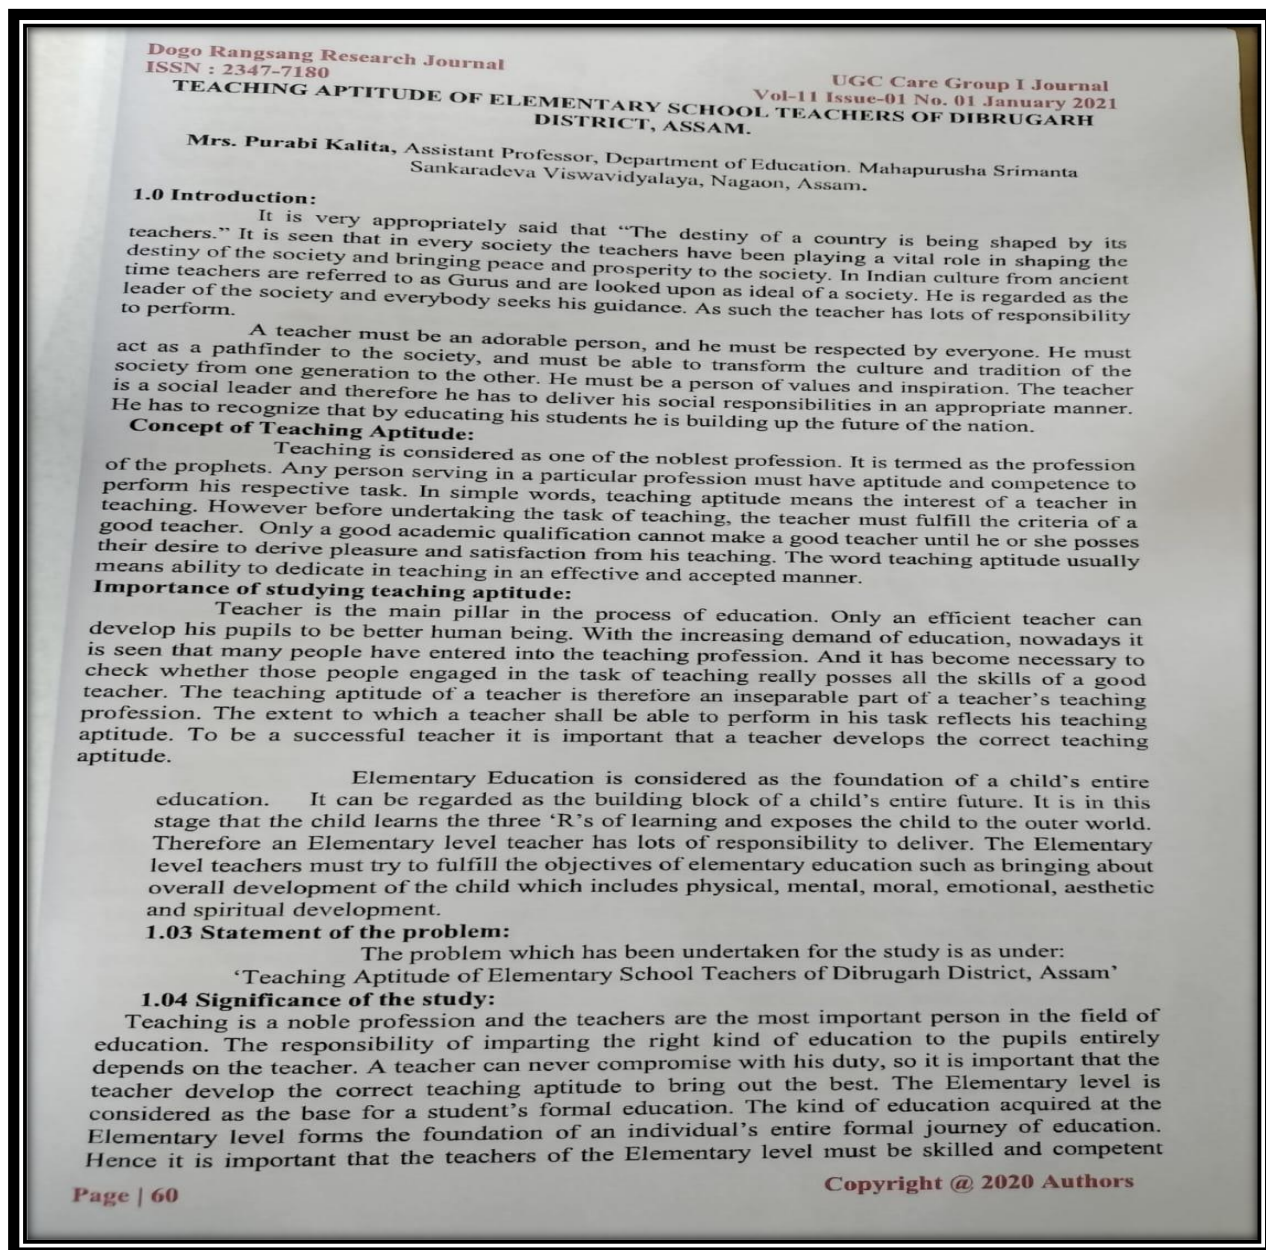 Dogo Rangsang Research Journal
ISSN : 2347-7180
UGC Care Group I Journal
Vol-11 Issue-01 No. 01 January 2021
TEACHING APTITUDE OF ELEMENTARY SCHOOL TEACHERS OF DIBRUGARH
DISTRICT, ASSAM.
Mrs. Purabi Kalita, Assistant Professor, Department of Education. Mahapurusha Srimanta
Sankaradeva Viswavidyalaya, Nagaon, Assam.
1.0 Introduction:
It is very appropriately said that “The destiny of a country is being shaped by its
teachers.” It is seen that in every society the teachers have been playing a vital role in shaping the
destiny of the society and bringing peace and prosperity to the society. In Indian culture from ancient
time teachers are referred to as Gurus and are looked upon as ideal of a society. He is regarded as the
leader of the society and everybody seeks his guidance. As such the teacher has lots of responsibility
to perform.
A teacher must be an adorable person, and he must be respected by everyone. He must
act as a pathfinder to the society, and must be able to transform the culture and tradition of the
society from one generation to the other. He must be a person of values and inspiration. The teacher
is a social leader and therefore he has to deliver his social responsibilities in an appropriate manner.
He has to recognize that by educating his students he is building up the future of the nation.
Concept of Teaching Aptitude:
Teaching is considered as one of the noblest profession. It is termed as the profession
of the prophets. Any person serving in a particular profession must have aptitude and competence to
perform his respective task. In simple words, teaching aptitude means the interest of a teacher in
teaching. However before undertaking the task of teaching, the teacher must fulfill the criteria of a
good teacher. Only a good academic qualification cannot make a good teacher until he or she posses
their desire to derive pleasure and satisfaction from his teaching. The word teaching aptitude usually
means ability to dedicate in teaching in an effective and accepted manner.
Importance of studying teaching aptitude:
Teacher is the main pillar in the process of education. Only an efficient teacher can
develop his pupils to be better human being. With the increasing demand of education, nowadays it
is seen that many people have entered into the teaching profession. And it has become necessary to
check whether those people engaged in the task of teaching really posses all the skills of a good
teacher. The teaching aptitude of a teacher is therefore an inseparable part of a teacher’s teaching
profession. The extent to which a teacher shall be able to perform in his task reflects his teaching
aptitude. To be a successful teacher it is important that a teacher develops the correct teaching
aptitude.
Elementary Education is considered as the foundation of a child’s entire
education. It can be regarded as the building block of a child’s entire future. It is in this
stage that the child learns the three ‘R’s of learning and exposes the child to the outer world.
Therefore an Elementary level teacher has lots of responsibility to deliver. The Elementary
level teachers must try to fulfill the objectives of elementary education such as bringing about
overall development of the child which includes physical, mental, moral, emotional, aesthetic
and spiritual development.
1.03 Statement of the problem:
The problem which has been undertaken for the study is as under:
‘Teaching Aptitude of Elementary School Teachers of Dibrugarh District, Assam’
1.04 Significance of the study:
Teaching is a noble profession and the teachers are the most important person in the field of
education. The responsibility of imparting the right kind of education to the pupils entirely
depends on the teacher. A teacher can never compromise with his duty, so it is important that the
teacher develop the correct teaching aptitude to bring out the best. The Elementary level is
considered as the base for a student’s formal education. The kind of education acquired at the
Elementary level forms the foundation of an individual’s entire formal journey of education.
Hence it is important that the teachers of the Elementary level must be skilled and competent
Page | 60
Copyright @ 2020 Authors